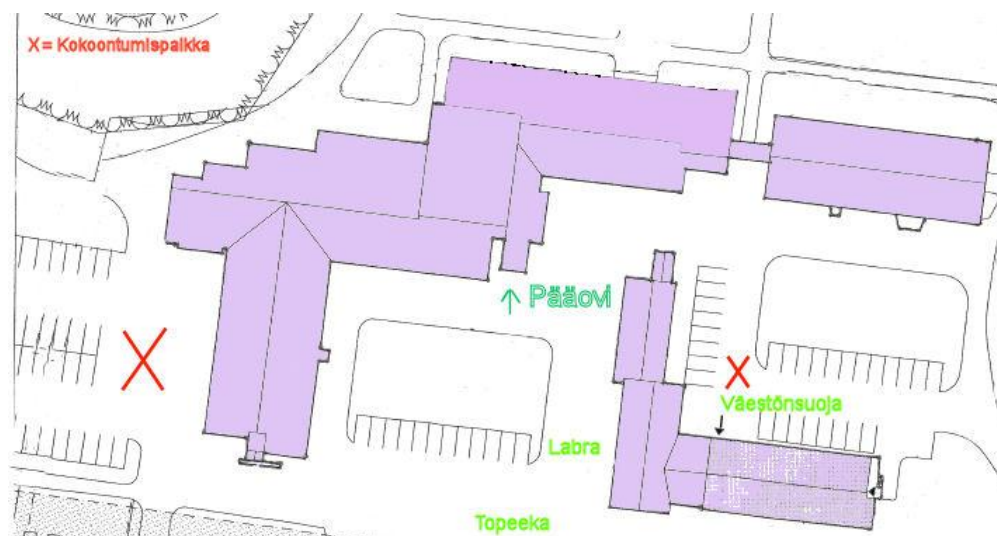 X = Kokoontumispaikka
Pääovi
Väestönsuoja
Labra
Topeeka